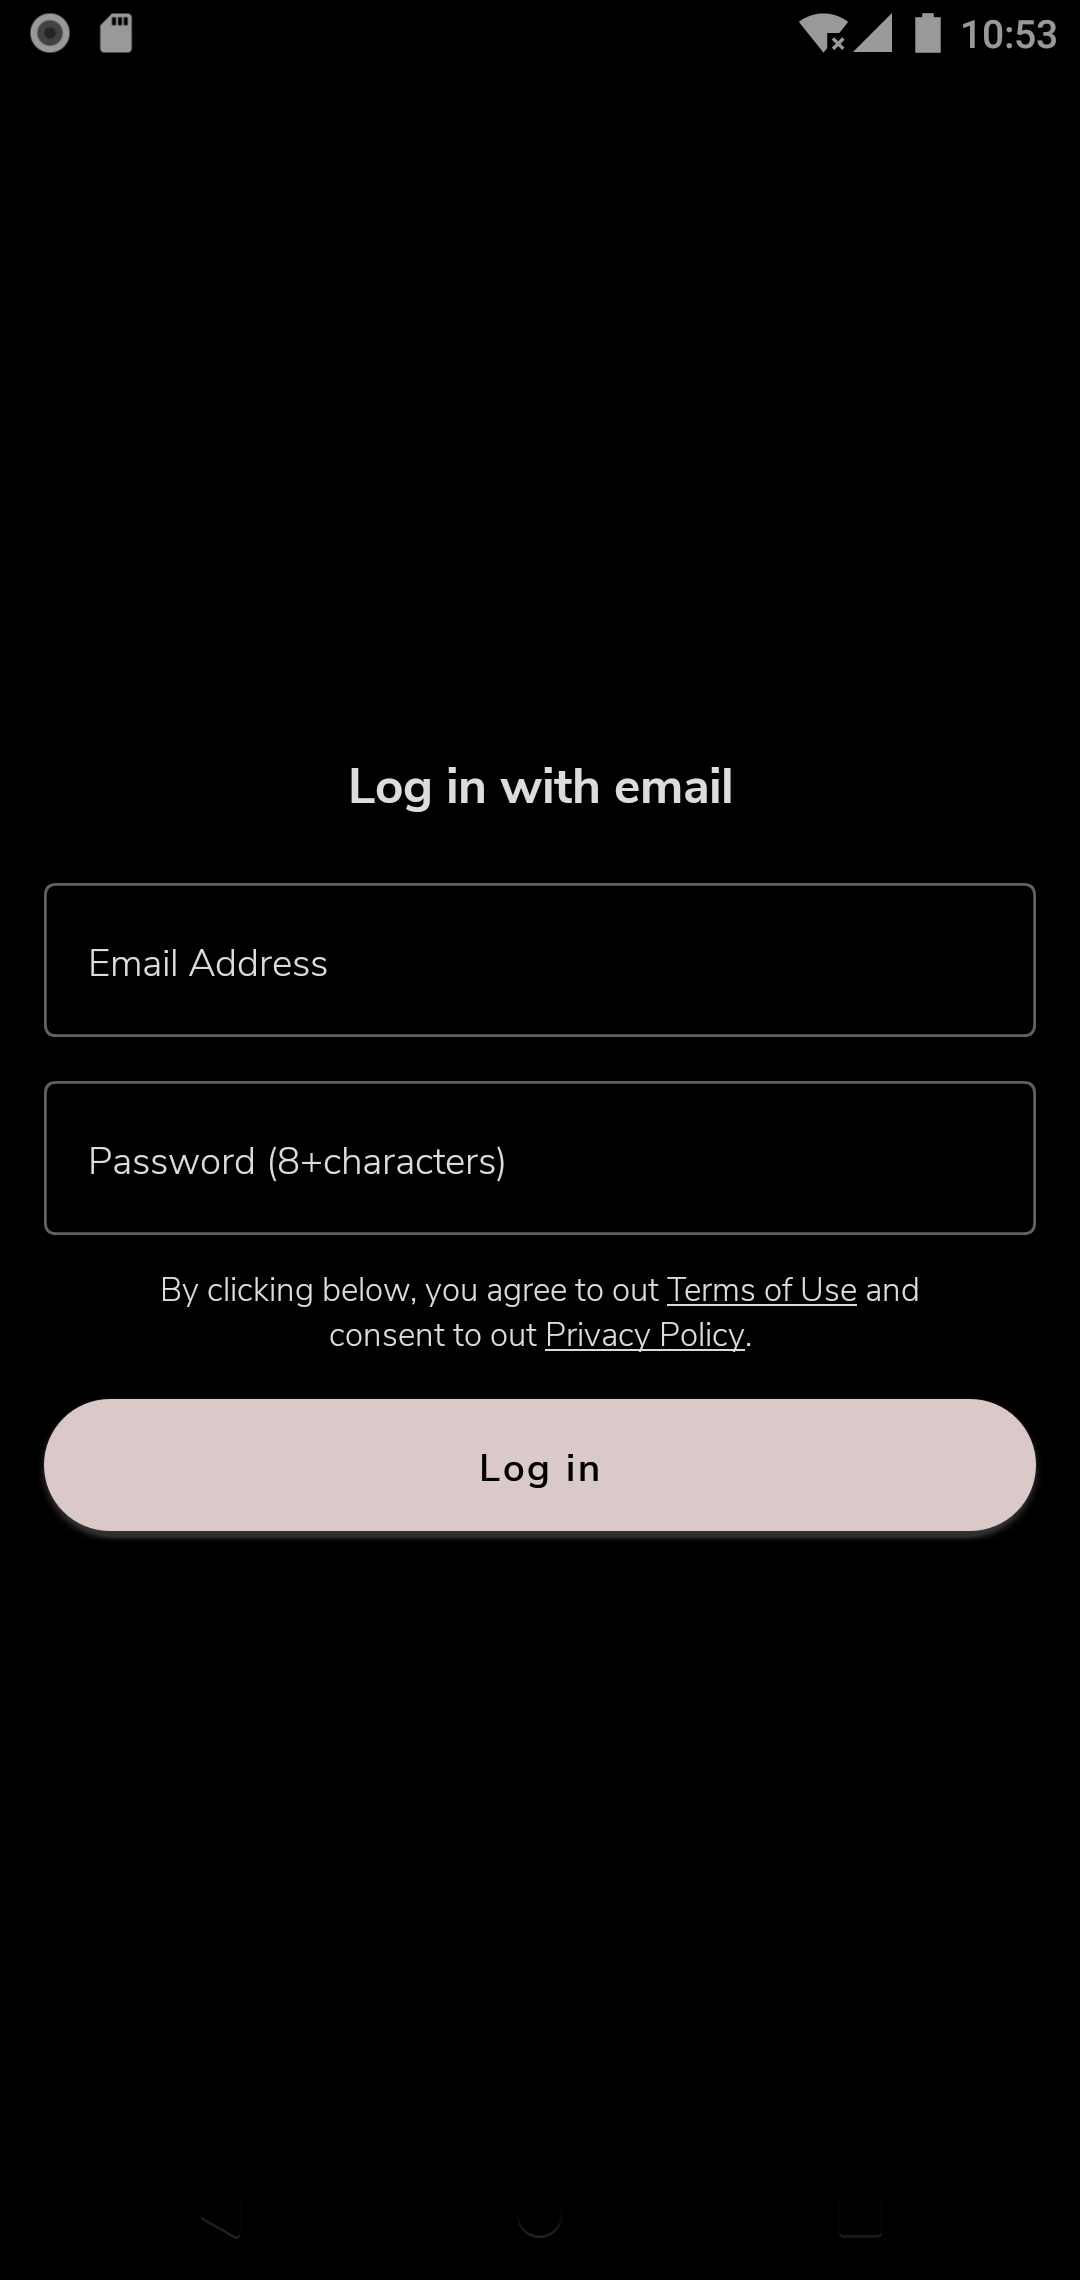 10:53
Log in with email
Email Address
Password (8+characters)
By clicking below, you agree to out Terms of Use and
consent to out Privacy Policy.
Log in